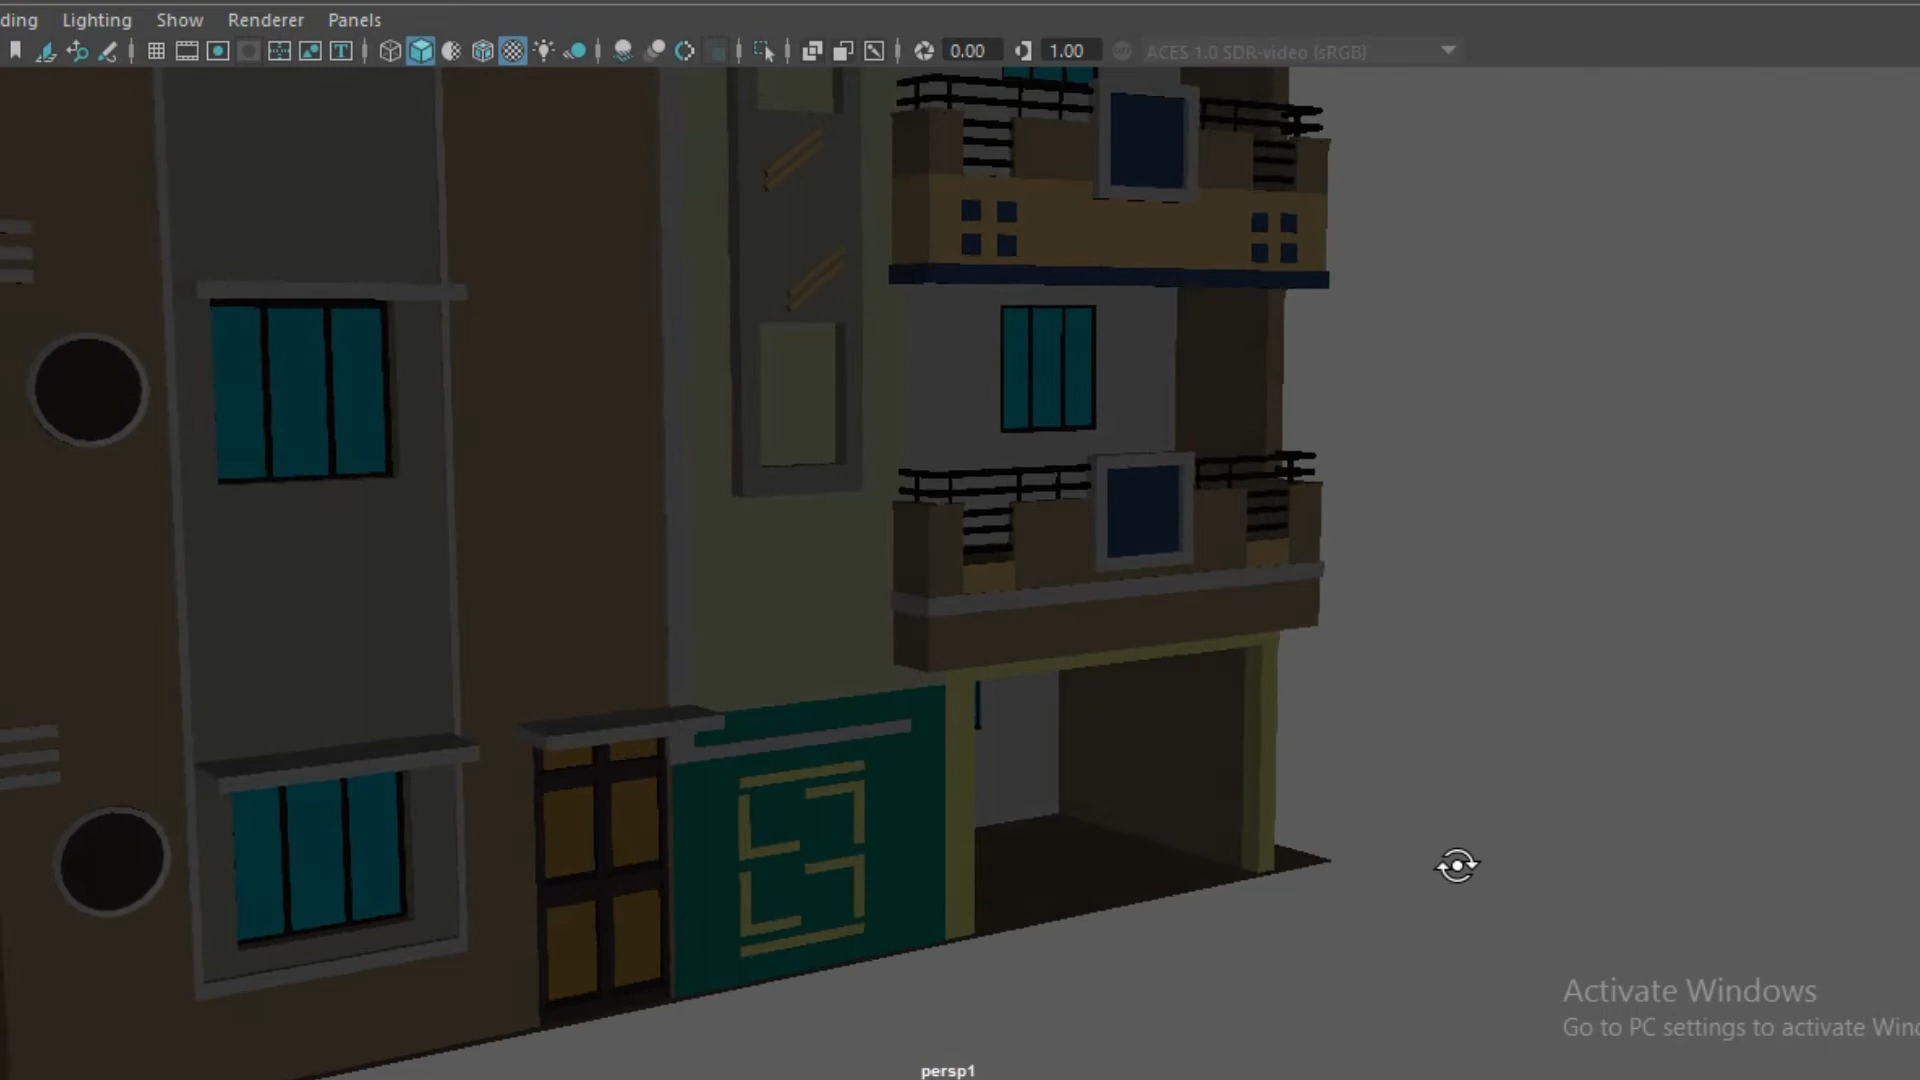 ding Lighting Show Renderer Panels
0.00 1.00 ACES 1.0 SDR-video (sRGB)
Activate Windows
Go to PC settings to activate Win
persp1